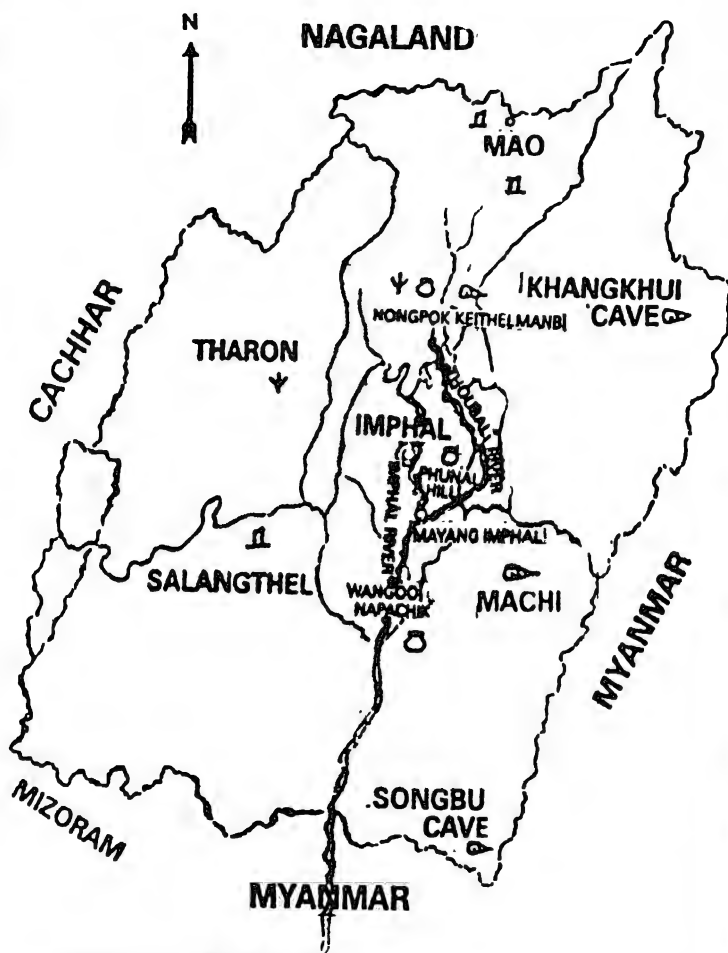 N
NAGALAND
MAO
KHANGKHUI
CAVE
NONGPOK KEITHELMANBI
CACHHAR
THARON
THOUBAL RIVER
IMPHAL
PHUNAL
HILL
IMPHAL RIVER
MAYANG IMPHAL
SALANGTHEL
WANGOO
NAPACHIK
MACHI
MYANMAR
SONGBU
CAVE
MIZORAM
MYANMAR